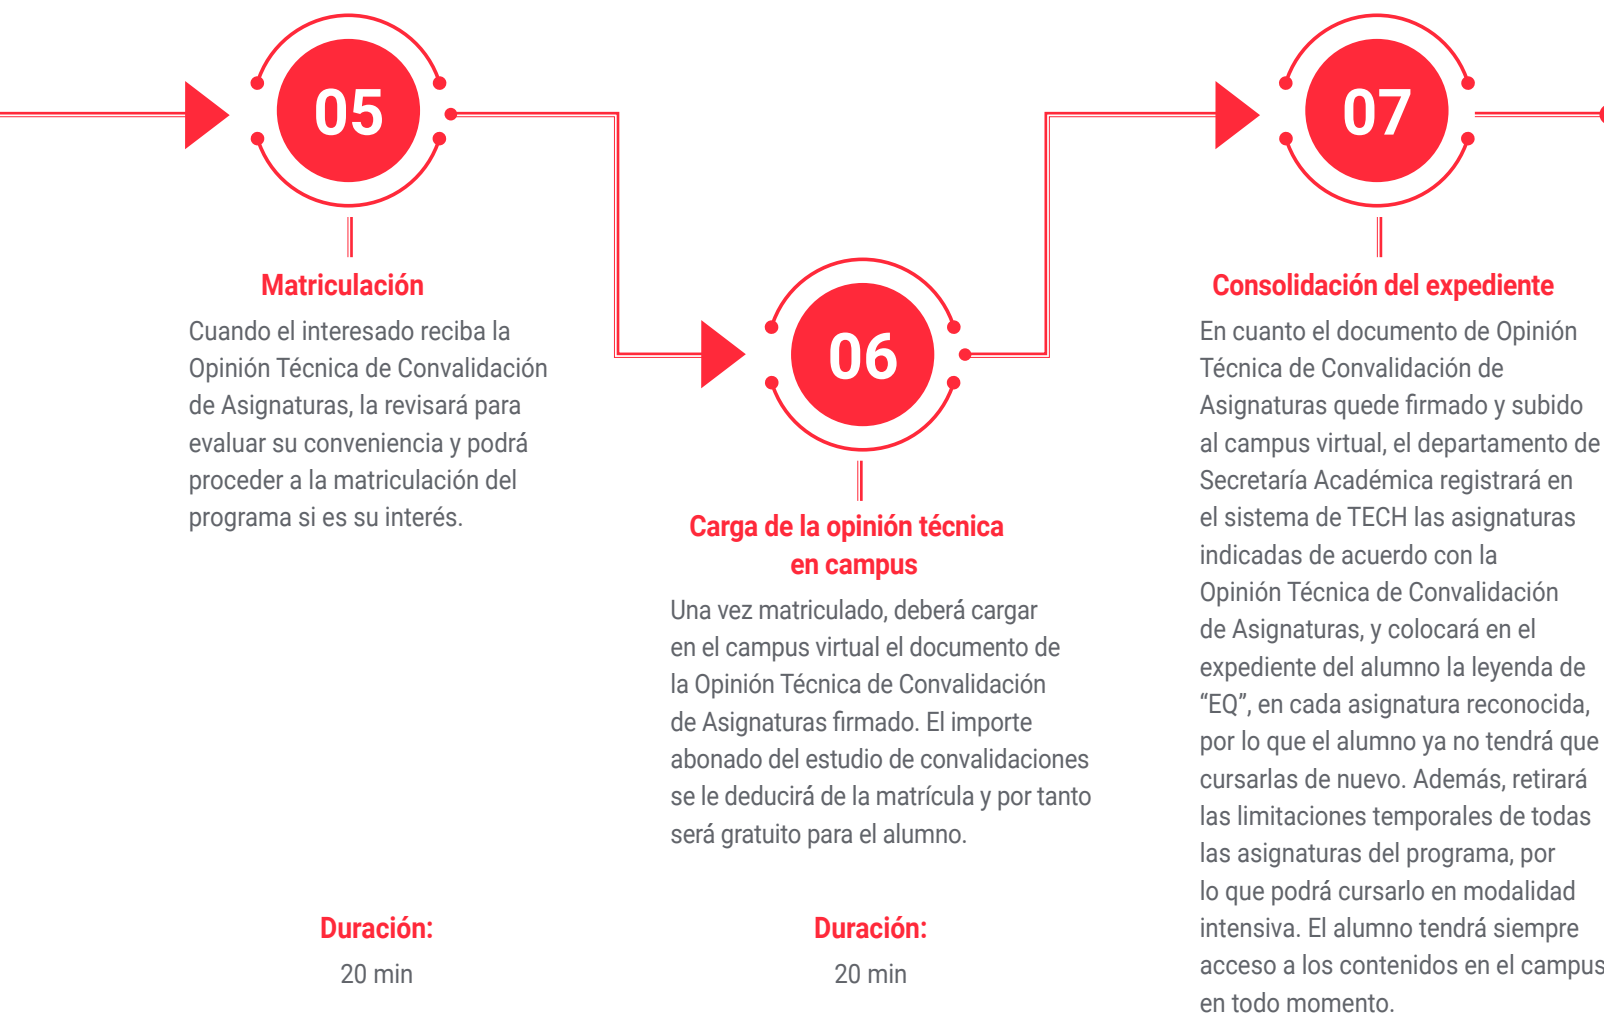 05
Matriculación
Cuando el interesado reciba la
Opinión Técnica de Convalidación
de Asignaturas, la revisará para
evaluar su conveniencia y podrá
proceder a la matriculación del
programa si es su interés.
Duración:
20 min
06
Carga de la opinión técnica
en campus
Una vez matriculado, deberá cargar
en el campus virtual el documento de
la Opinión Técnica de Convalidación
de Asignaturas firmado. El importe
abonado del estudio de convalidaciones
se le deducirá de la matrícula y por tanto
será gratuito para el alumno.
Duración:
20 min
07
Consolidación del expediente
En cuanto el documento de Opinión
Técnica de Convalidación de
Asignaturas quede firmado y subido
al campus virtual, el departamento de
Secretaría Académica registrará en
el sistema de TECH las asignaturas
indicadas de acuerdo con la
Opinión Técnica de Convalidación
de Asignaturas, y colocará en el
expediente del alumno la leyenda de
“EQ”, en cada asignatura reconocida,
por lo que el alumno ya no tendrá que
cursarlas de nuevo. Además, retirará
las limitaciones temporales de todas
las asignaturas del programa, por
lo que podrá cursarlo en modalidad
intensiva. El alumno tendrá siempre
acceso a los contenidos en el campus
en todo momento.